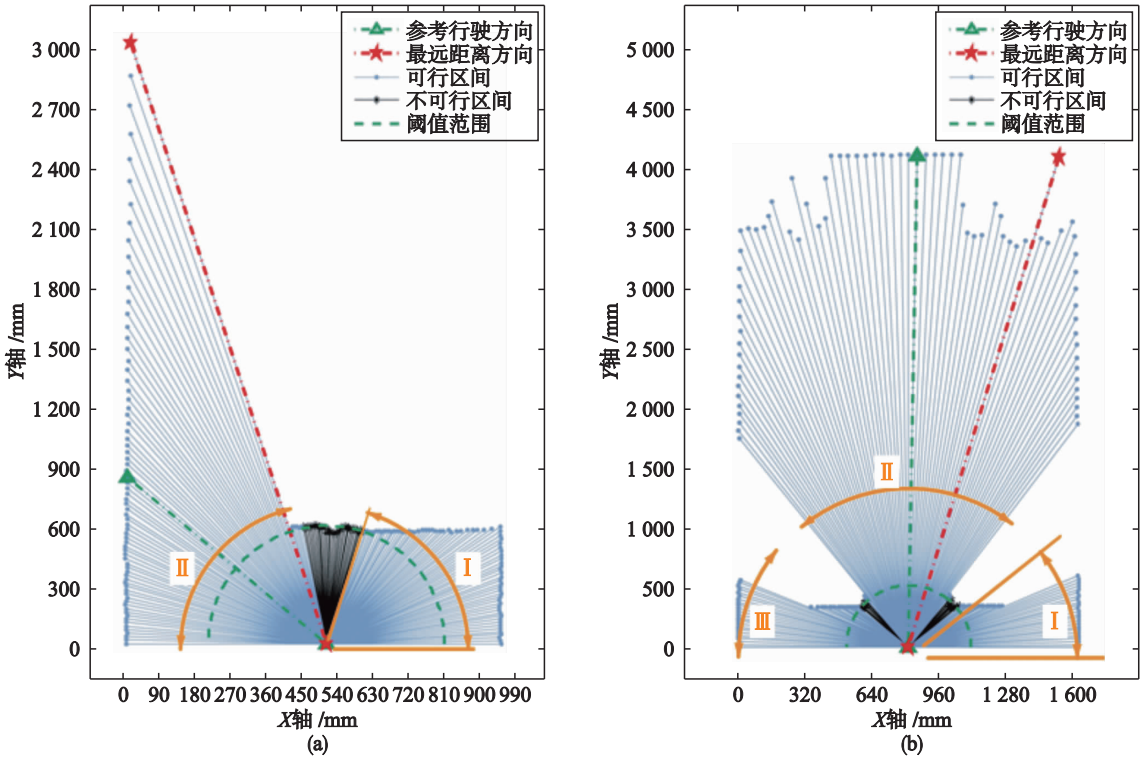 参考行驶方向
最远距离方向
可行区间
不可行区间
阈值范围
3 000
2 700
2 400
2 100
1 800
1 500
1 200
900
600
300
0
Y轴 /mm
Ⅱ
Ⅰ
0 90 180 270 360 450 540 630 720 810 900 990
X轴 /mm
(a)
参考行驶方向
最远距离方向
可行区间
不可行区间
阈值范围
5 000
4 500
4 000
3 500
3 000
2 500
2 000
1 500
1 000
500
0
Y轴 /mm
Ⅱ
Ⅲ
Ⅰ
0 320 640 960 1 280 1 600
X轴 /mm
(b)